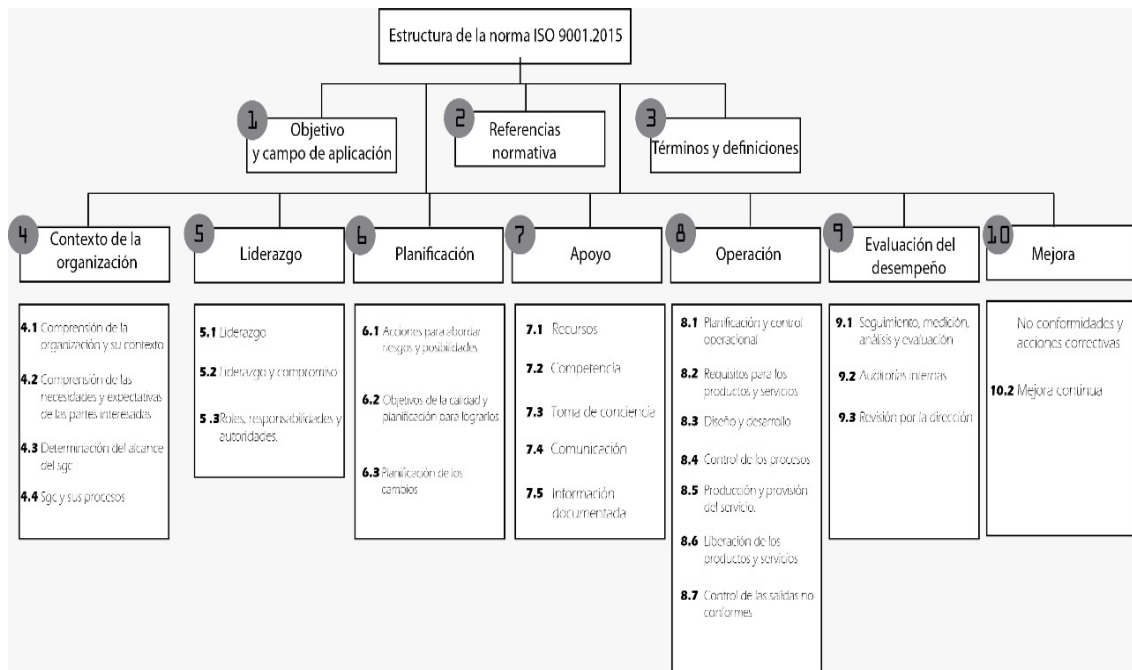 Estructura de la norma ISO 9001.2015
1
Objetivo
y campo de aplicación
2
Referencias
normativa
3
Términos y definiciones
4
Contexto de la
organización
5
Liderazgo
6
Planificación
7
Apoyo
8
Operación
9
Evaluación del
desempeño
10
Mejora
4.1 Comprensión de la
organización y su contexto
4.2 Comprensión de las
necesidades y expectativas
de las partes interesadas
4.3 Determinación del alcance
del sgc
4.4 Sgc y sus procesos
5.1 Liderazgo
5.2 Liderazgo y compromiso
5.3 Roles, responsabilidades y
autoridades.
6.1 Acciones para abordar
riesgos y posibilidades
6.2 Objetivos de la calidad y
planificación para lograrlos
6.3 Planificación de los
cambios
7.1 Recursos
7.2 Competencia
7.3 Toma de conciencia
7.4 Comunicación
7.5 Información
documentada
8.1 Planificación y control
operacional
8.2 Requisitos para los
productos y servicios
8.3 Diseño y desarrollo
8.4 Control de los procesos
8.5 Producción y provisión
del servicio.
8.6 Liberación de los
productos y servicios
8.7 Control de las salidas no
conformes
9.1 Seguimiento, medición,
análisis y evaluación
9.2 Auditorías internas
9.3 Revisión por la dirección
No conformidades y
acciones correctivas
10.2 Mejora continua